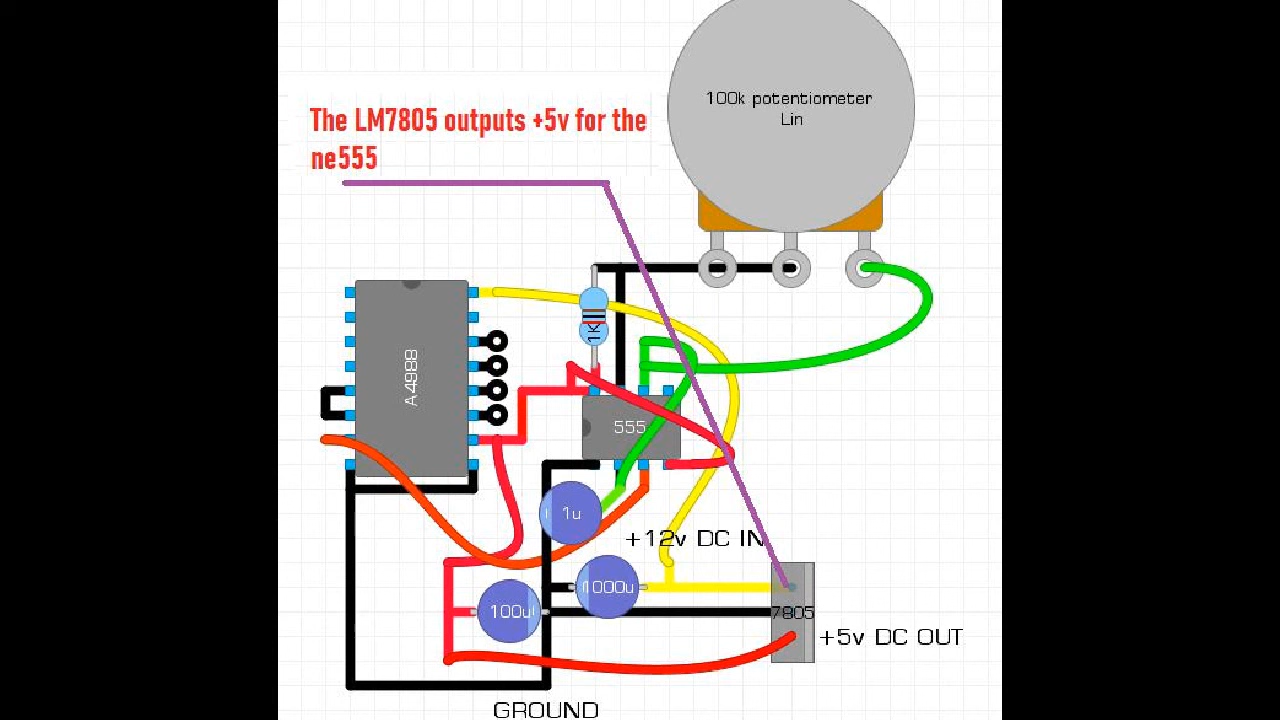 100k potentiometer
Lin
The LM7805 outputs +5v for the
ne555
1K
A4988
555
1u
+12v DC IN
1000u
100u
7805
+5v DC OUT
GROUND